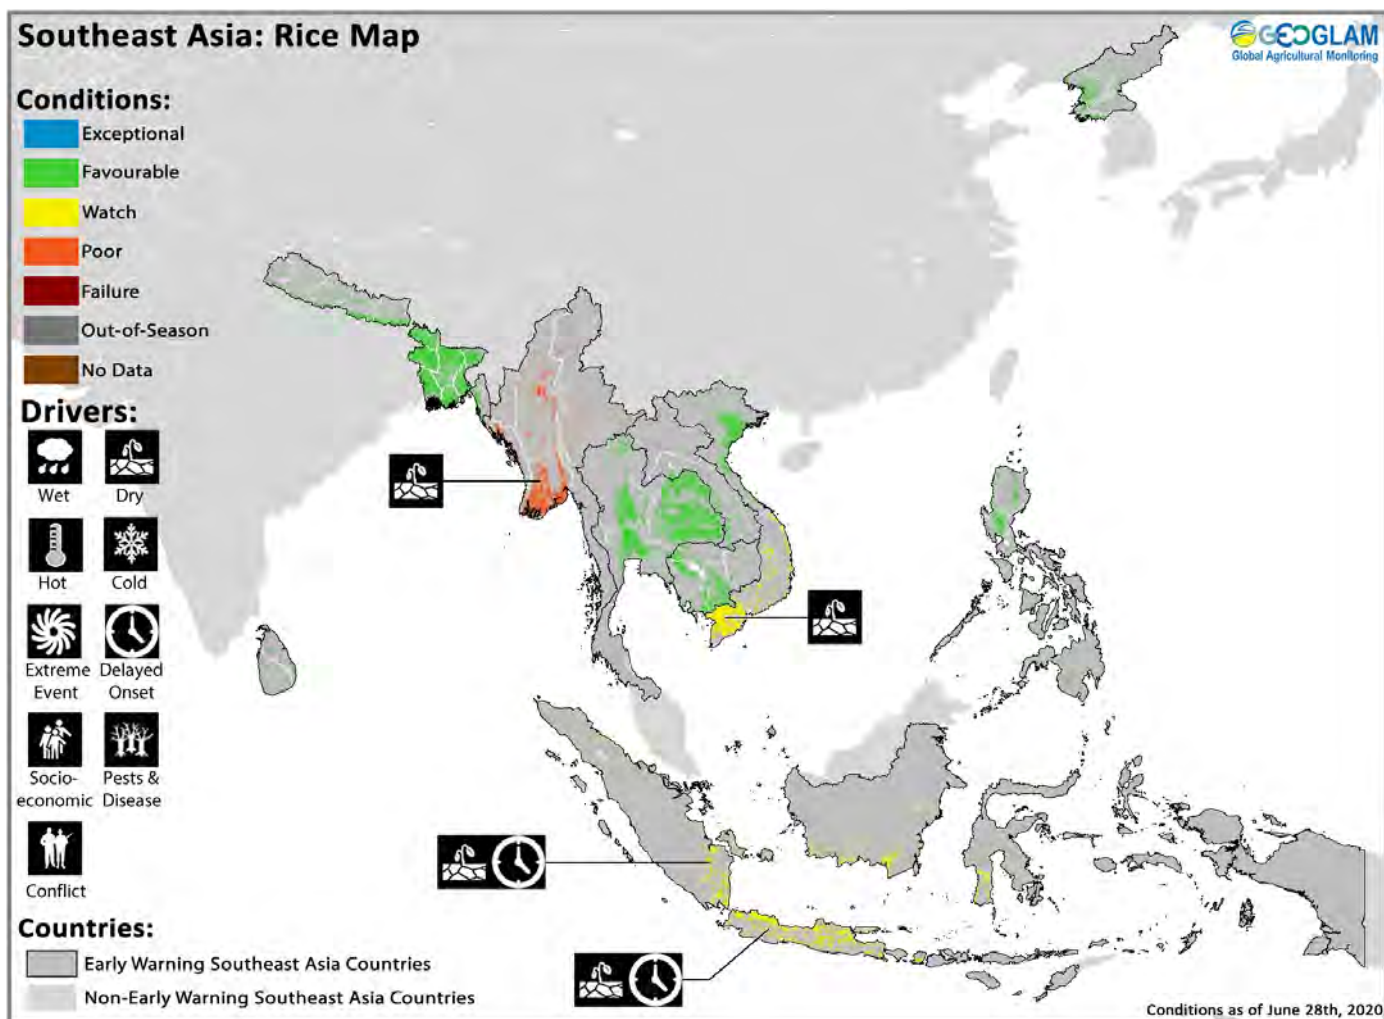 Southeast Asia: Rice Map
GEOGLAM
Global Agricultural Monitoring
Conditions:
Exceptional
Favourable
Watch
Poor
Failure
Out-of-Season
No Data
Drivers:
Wet
Dry
Hot
Cold
Extreme
Event
Delayed
Onset
Socio-
economic
Pests &
Disease
Conflict
Countries:
Early Warning Southeast Asia Countries
Non-Early Warning Southeast Asia Countries
Conditions as of June 28th, 2020